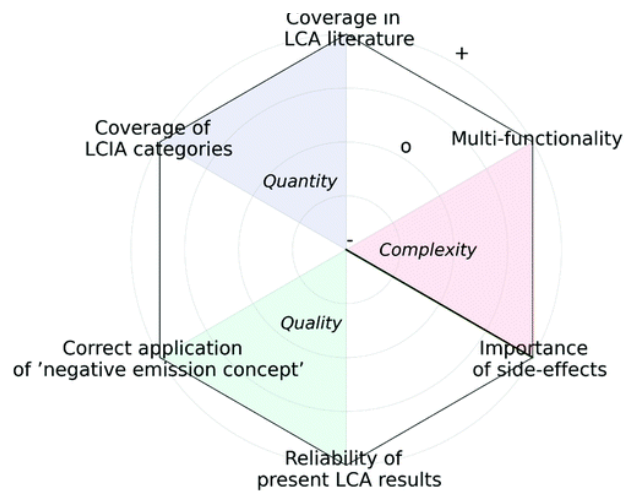 Coverage in
LCA literature
+
Coverage of
LCIA categories
Multi-functionality
o
Quantity
-
Complexity
Quality
Correct application
of ’negative emission concept’
Importance
of side-effects
Reliability of
present LCA results